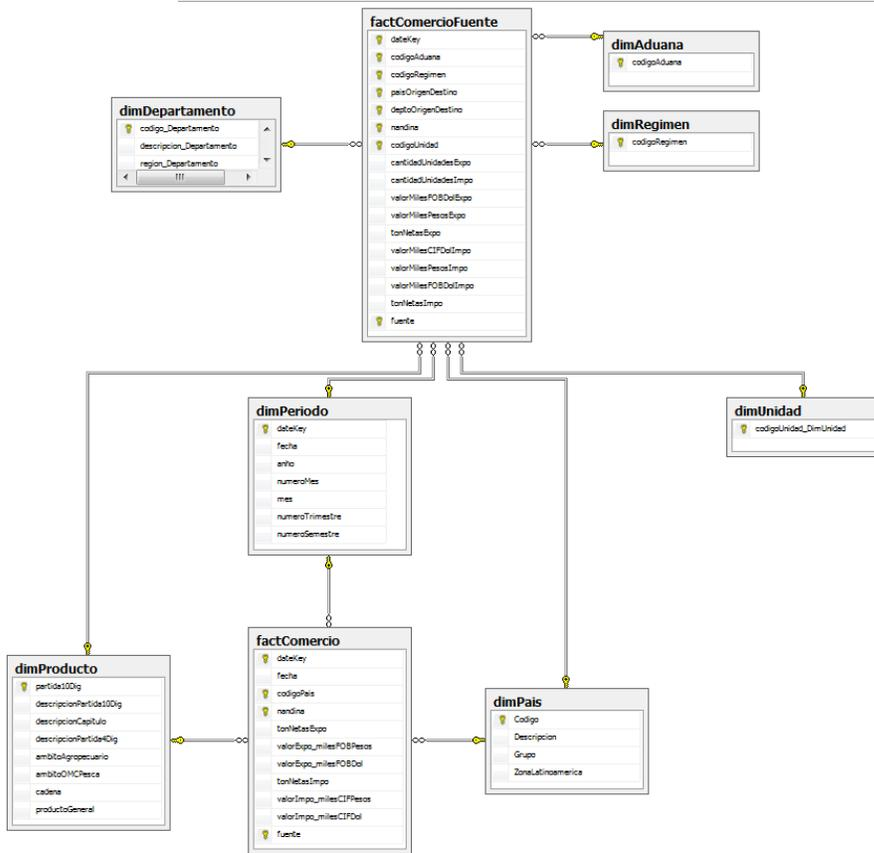 factComercioFuente
dateKey
codigoAduana
codigoRegimen
paisOrigenDestino
deptoOrigenDestino
nandina
codigoUnidad
cantidadUnidadesExpo
cantidadUnidadesImpo
valorMilesFOBDolExpo
valorMilesPesosExpo
tonNetasExpo
valorMilesCIFDolImpo
valorMilesPesosImpo
valorMilesFOBDolImpo
tonNetasImpo
fuente
dimAduana
codigoAduana
dimRegimen
codigoRegimen
dimDepartamento
codigo_Departamento
descripcion_Departamento
region_Departamento
dimPeriodo
dateKey
fecha
anho
numeroMes
mes
numeroTrimestre
numeroSemestre
dimUnidad
codigoUnidad_DimUnidad
dimProducto
partida10Dig
descripcionPartida10Dig
descripcionCapitulo
descripcionPartida4Dig
ambitoAgropecuario
ambitoOMCPesca
cadena
productoGeneral
factComercio
dateKey
fecha
codigoPais
nandina
tonNetasExpo
valorExpo_milesFOBPesos
valorExpo_milesFOBDol
tonNetasImpo
valorImpo_milesCIFPesos
valorImpo_milesCIFDol
fuente
dimPais
Codigo
Descripcion
Grupo
ZonaLatinoamerica